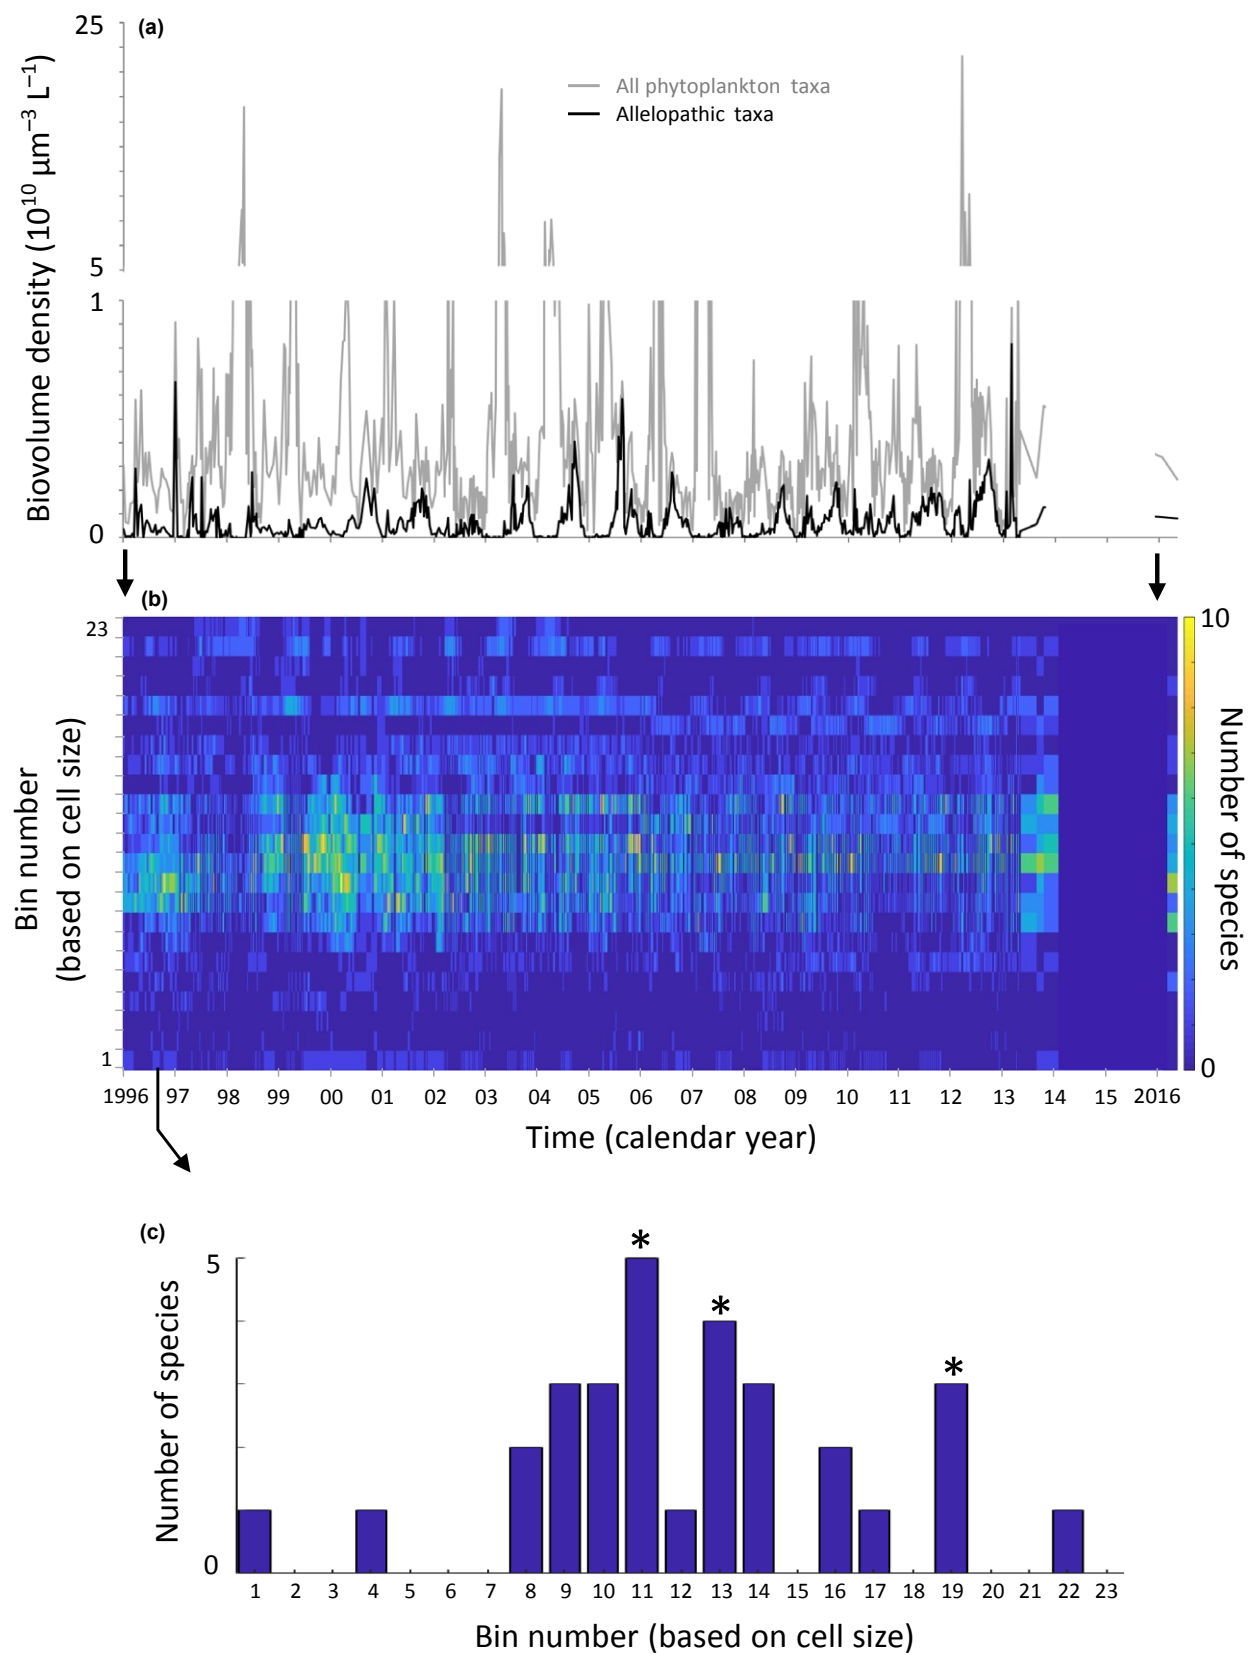 (a)
25
5
1
0
Biovolume density (10¹⁰ μm⁻³ L⁻¹)
All phytoplankton taxa
Allelopathic taxa
(b)
23
1
Bin number
(based on cell size)
10
0
Number of species
1996 97 98 99 00 01 02 03 04 05 06 07 08 09 10 11 12 13 14 15 2016
Time (calendar year)
(c)
*
*
*
5
0
Number of species
1 2 3 4 5 6 7 8 9 10 11 12 13 14 15 16 17 18 19 20 21 22 23
Bin number (based on cell size)